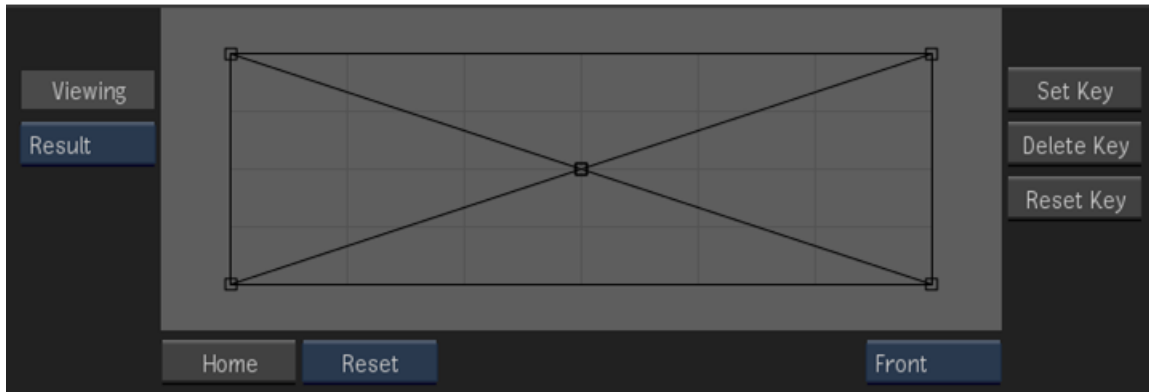 Viewing
Result
Set Key
Delete Key
Reset Key
Home
Reset
Front